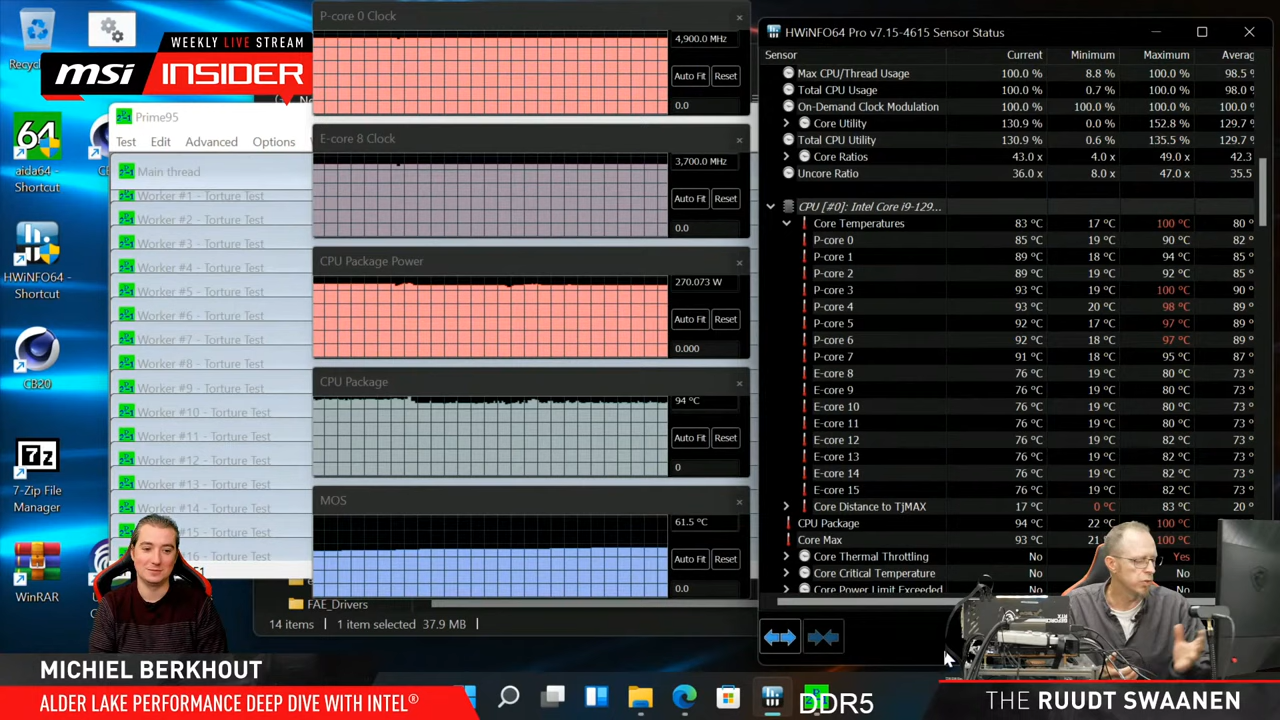 Recyc
WEEKLY LIVE STREAM
msi INSIDER
64
aida64 -
Shortcut
HWiNFO64 -
Shortcut
CB20
7z
7-Zip File
Manager
WinRAR
Prime95
Test Edit Advanced Options
Main thread
Worker #1 - Torture Test
Worker #2 - Torture Test
Worker #3 - Torture Test
Worker #4 - Torture Test
Worker #5 - Torture Test
Worker #6 - Torture Test
Worker #7 - Torture Test
Worker #8 - Torture Test
Worker #9 - Torture Test
Worker #10 - Torture Test
Worker #11 - Torture Test
Worker #12 - Torture Test
Worker #13 - Torture Test
Worker #14 - Torture Test
#15 - Torture Test
#16 - Torture Test
P-core 0 Clock
4,900.0 MHz
Auto Fit Reset
0.0
E-core 8 Clock
3,700.0 MHz
Auto Fit Reset
0.0
CPU Package Power
270.073 W
Auto Fit Reset
0.000
CPU Package
94 °C
Auto Fit Reset
0
MOS
61.5 °C
Auto Fit Reset
0.0
FAE_Drivers
14 items 1 item selected 37.9 MB
HWiNFO64 Pro v7.15-4615 Sensor Status
Sensor Current Minimum Maximum Averag
Max CPU/Thread Usage 100.0 % 8.8 % 100.0 % 98.5 %
Total CPU Usage 100.0 % 0.7 % 100.0 % 98.0 %
On-Demand Clock Modulation 100.0 % 100.0 % 100.0 % 100.0 %
Core Utility 130.9 % 0.0 % 152.8 % 129.7 %
Total CPU Utility 130.9 % 0.6 % 135.5 % 129.7 %
Core Ratios 43.0 x 4.0 x 49.0 x 42.3
Uncore Ratio 36.0 x 8.0 x 47.0 x 35.5
CPU [#0]: Intel Core i9-129...
Core Temperatures 83 °C 17 °C 100 °C 80 °
P-core 0 85 °C 19 °C 90 °C 82 °
P-core 1 89 °C 18 °C 94 °C 85 °
P-core 2 89 °C 19 °C 92 °C 85 °
P-core 3 93 °C 19 °C 100 °C 90 °
P-core 4 93 °C 20 °C 98 °C 89 °
P-core 5 92 °C 17 °C 97 °C 89 °
P-core 6 92 °C 18 °C 97 °C 89 °
P-core 7 91 °C 18 °C 95 °C 87 °
E-core 8 76 °C 19 °C 80 °C 73 °
E-core 9 76 °C 19 °C 80 °C 73 °
E-core 10 76 °C 19 °C 80 °C 73 °
E-core 11 76 °C 19 °C 80 °C 73 °
E-core 12 76 °C 19 °C 82 °C 73 °
E-core 13 76 °C 19 °C 82 °C 73 °
E-core 14 76 °C 19 °C 82 °C 73 °
E-core 15 76 °C 19 °C 82 °C 73 °
Core Distance to TjMAX 17 °C 0 °C 83 °C 20 °
CPU Package 94 °C 22 °C 100 °C
Core Max 93 °C 100 °C
Core Thermal Throttling No Yes
Core Critical Temperature No No
Core Power Limit Exceeded No No
MICHIEL BERKHOUT
ALDER LAKE PERFORMANCE DEEP DIVE WITH INTEL®
DDR5
THE RUUDT SWAANEN